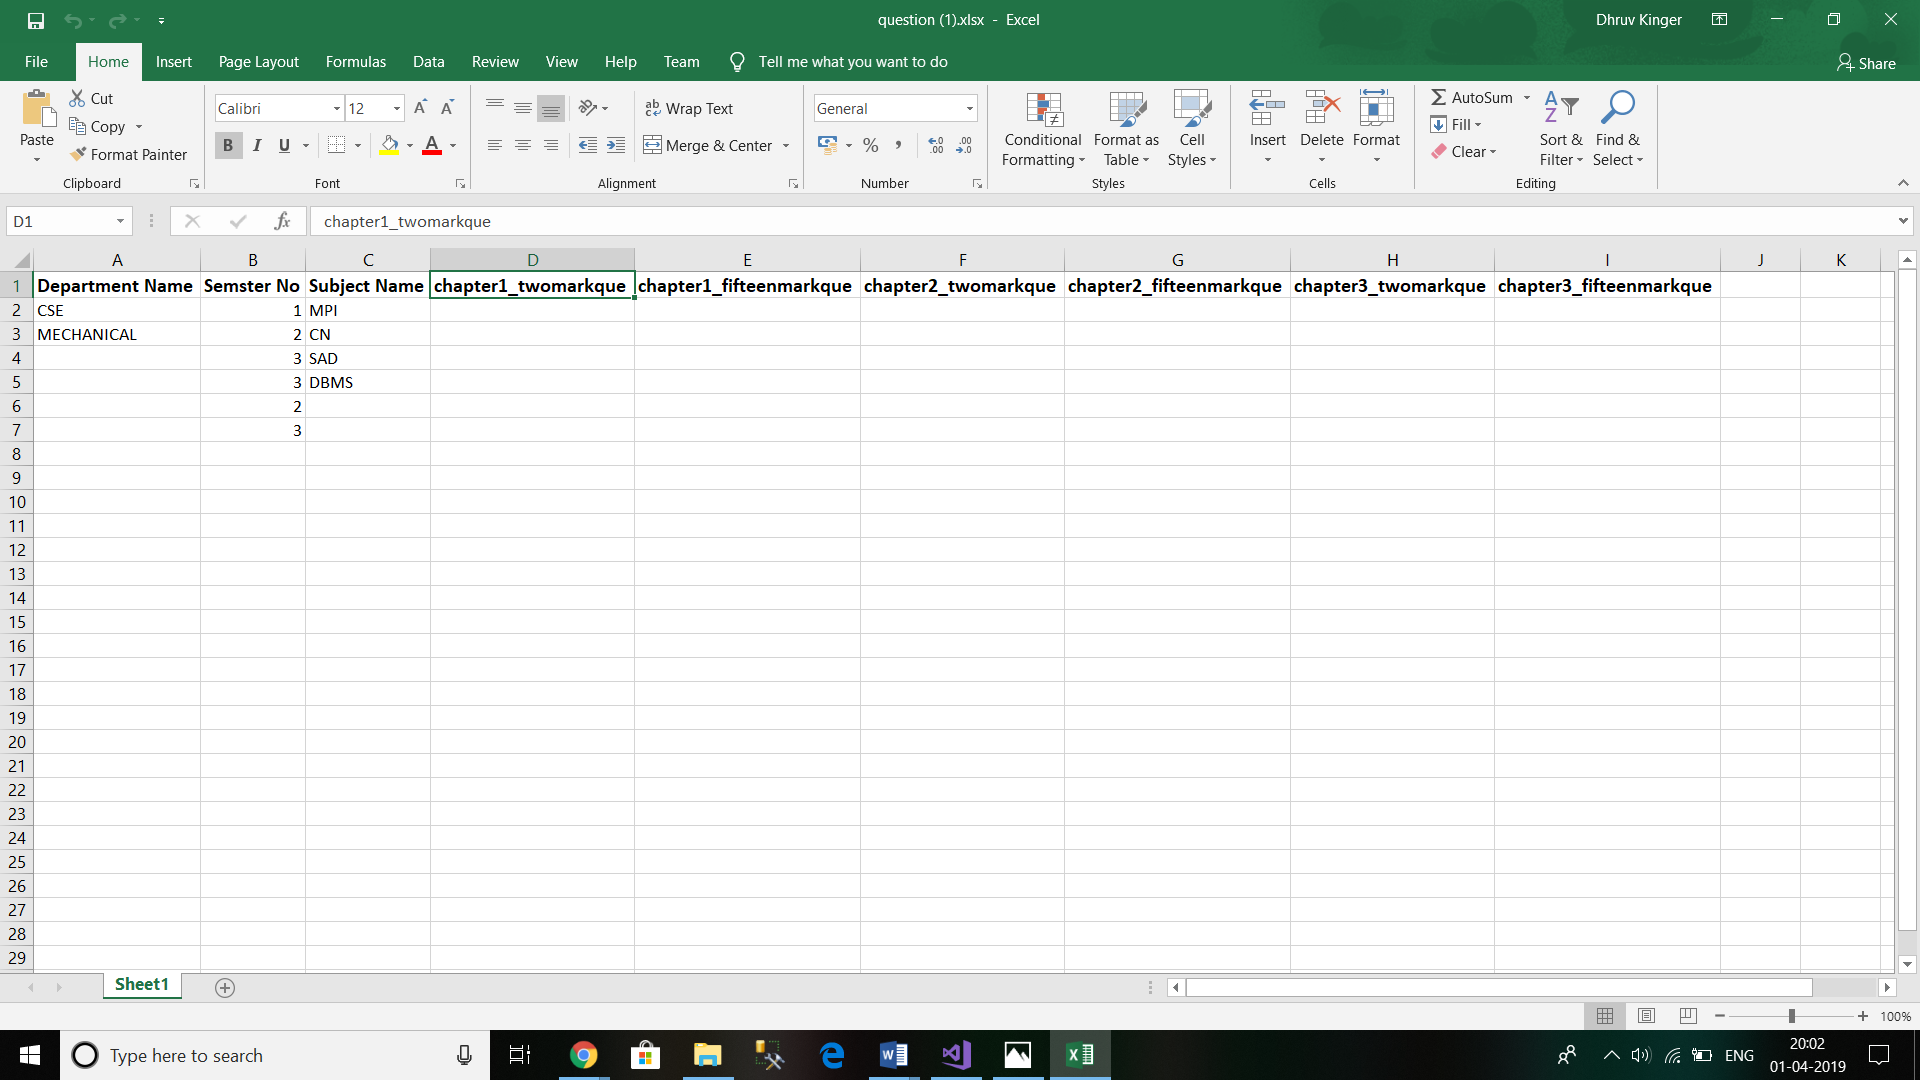 question (1).xlsx - Excel
Dhruv Kinger
File Home Insert Page Layout Formulas Data Review View Help Team Tell me what you want to do Share
Paste Cut Copy Format Painter Clipboard
Calibri 12 A A B I U A Font
ab Wrap Text Merge & Center Alignment
General % , .0 .00 .00 .0 Number
Conditional Formatting Format as Table Cell Styles Styles
Insert Delete Format Cells
AutoSum Fill Clear Sort & Filter Find & Select Editing
D1 fx chapter1_twomarkque
A B C D E F G H I J K
1 Department Name Semster No Subject Name chapter1_twomarkque chapter1_fifteenmarkque chapter2_twomarkque chapter2_fifteenmarkque chapter3_twomarkque chapter3_fifteenmarkque
2 CSE 1 MPI
3 MECHANICAL 2 CN
4 3 SAD
5 3 DBMS
6 2
7 3
8
9
10
11
12
13
14
15
16
17
18
19
20
21
22
23
24
25
26
27
28
29
Sheet1
100%
Type here to search
ENG
20:02
01-04-2019